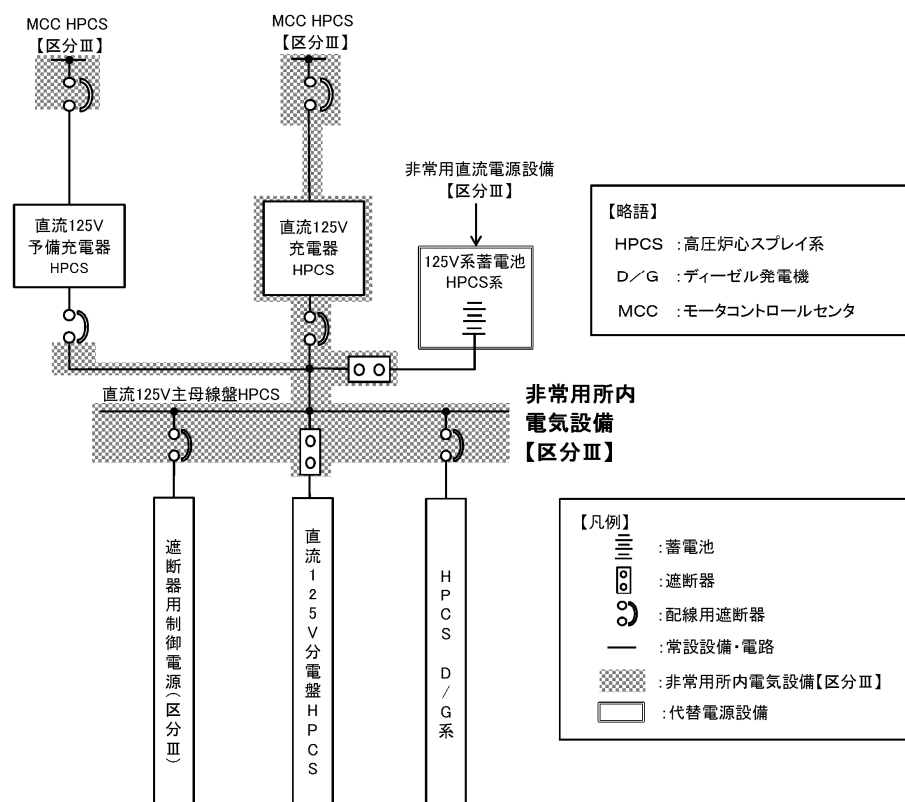 MCC HPCS
【区分Ⅲ】
MCC HPCS
【区分Ⅲ】
直流125V
予備充電器
HPCS
直流125V
充電器
HPCS
非常用直流電源設備
【区分Ⅲ】
125V系蓄電池
HPCS系
【略語】
HPCS :高圧炉心スプレイ系
D/G :ディーゼル発電機
MCC :モータコントロールセンタ
直流125V主母線盤HPCS
非常用所内
電気設備
【区分Ⅲ】
遮断器用制御電源(区分Ⅲ)
直流125V分電盤HPCS
HPCS D/G系
【凡例】
:蓄電池
:遮断器
:配線用遮断器
:常設設備・電路
:非常用所内電気設備【区分Ⅲ】
:代替電源設備